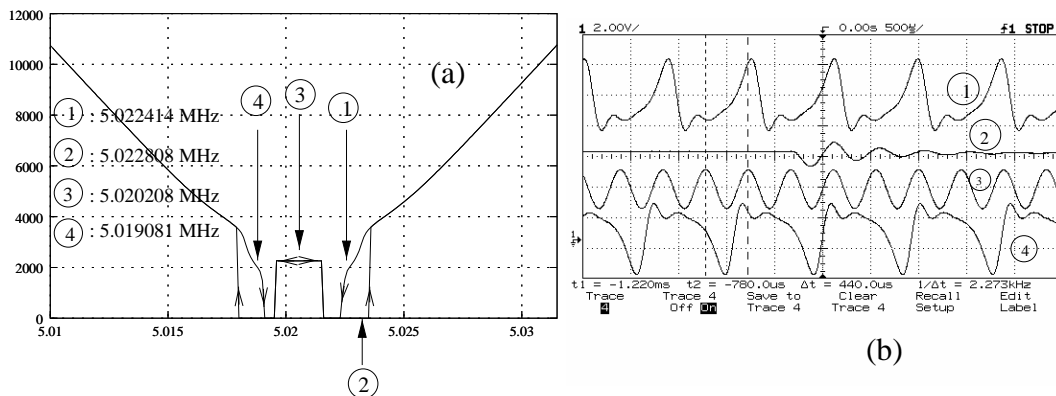 12000
10000
8000
6000
4000
2000
0
5.01
5.015
5.02
5.025
5.03
(a)
4
3
1
1 : 5.022414 MHz
2 : 5.022808 MHz
3 : 5.020208 MHz
4 : 5.019081 MHz
2
1 2.00V/ 0.00s 500µ/ 1 STOP
1
2
3
4
1
t1 = -1.220ms t2 = -780.0us Δt = 440.0us 1/Δt = 2.273kHz
Trace Trace 4 Save to Clear Recall Edit
4 Off On Trace 4 Trace 4 Setup Label
(b)